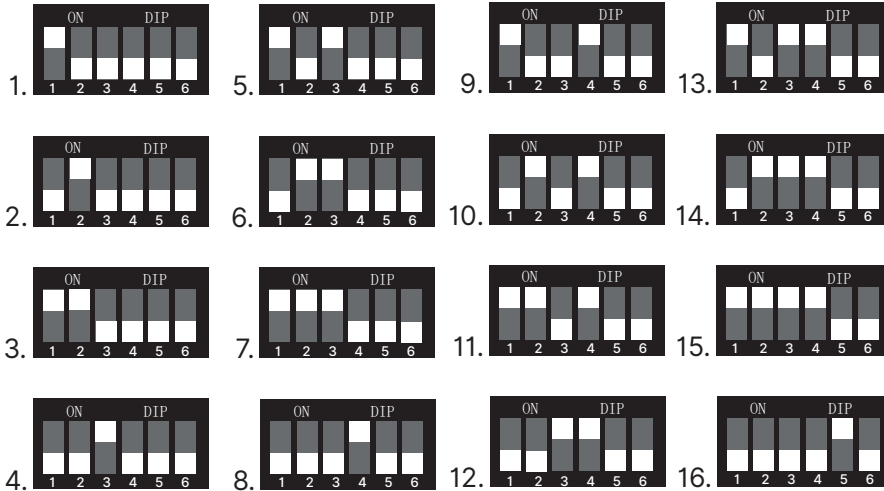 ON DIP
1. 1 2 3 4 5 6
ON DIP
2. 1 2 3 4 5 6
ON DIP
3. 1 2 3 4 5 6
ON DIP
4. 1 2 3 4 5 6
ON DIP
5. 1 2 3 4 5 6
ON DIP
6. 1 2 3 4 5 6
ON DIP
7. 1 2 3 4 5 6
ON DIP
8. 1 2 3 4 5 6
ON DIP
9. 1 2 3 4 5 6
ON DIP
10. 1 2 3 4 5 6
ON DIP
11. 1 2 3 4 5 6
ON DIP
12. 1 2 3 4 5 6
ON DIP
13. 1 2 3 4 5 6
ON DIP
14. 1 2 3 4 5 6
ON DIP
15. 1 2 3 4 5 6
ON DIP
16. 1 2 3 4 5 6